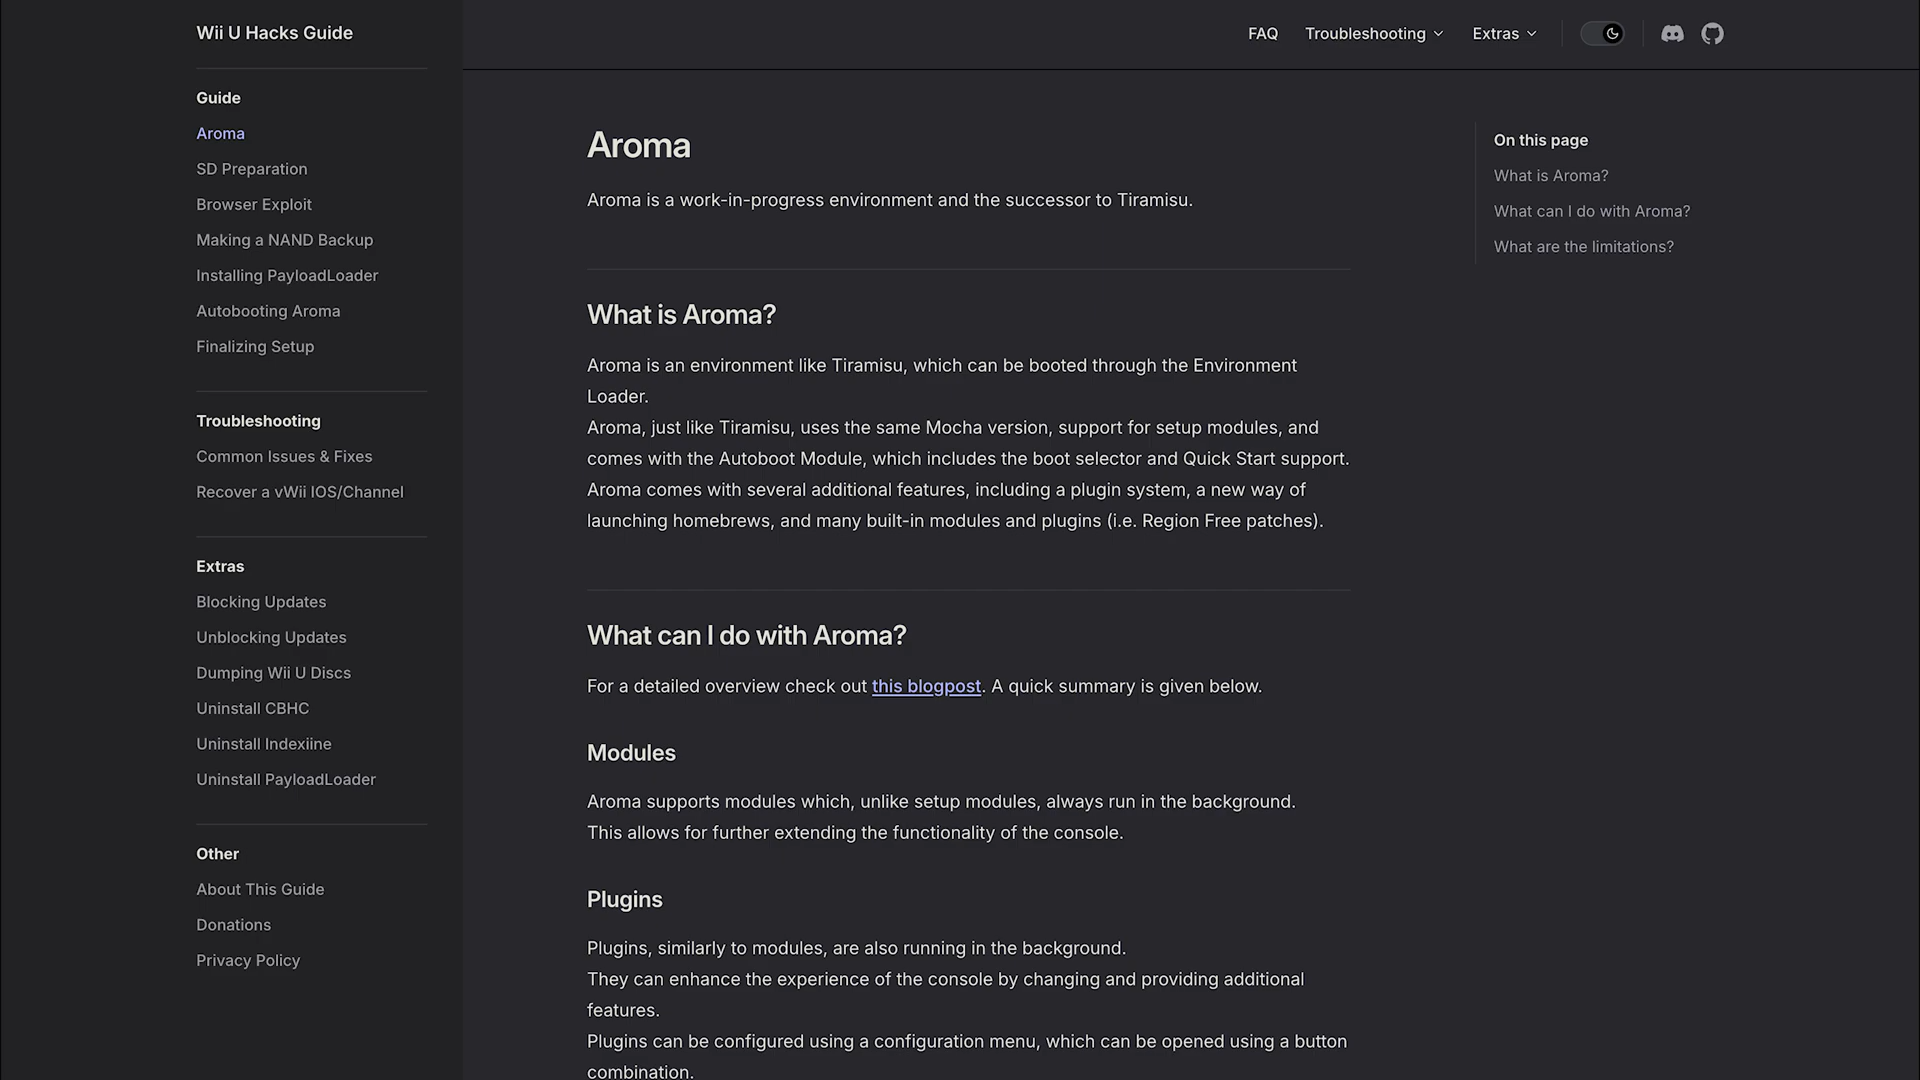 Wii U Hacks Guide
FAQ
Troubleshooting
Extras
Guide
Aroma
SD Preparation
Browser Exploit
Making a NAND Backup
Installing PayloadLoader
Autobooting Aroma
Finalizing Setup
Troubleshooting
Common Issues & Fixes
Recover a vWii IOS/Channel
Extras
Blocking Updates
Unblocking Updates
Dumping Wii U Discs
Uninstall CBHC
Uninstall Indexiine
Uninstall PayloadLoader
Other
About This Guide
Donations
Privacy Policy
Aroma
Aroma is a work-in-progress environment and the successor to Tiramisu.
What is Aroma?
Aroma is an environment like Tiramisu, which can be booted through the Environment
Loader.
Aroma, just like Tiramisu, uses the same Mocha version, support for setup modules, and
comes with the Autoboot Module, which includes the boot selector and Quick Start support.
Aroma comes with several additional features, including a plugin system, a new way of
launching homebrews, and many built-in modules and plugins (i.e. Region Free patches).
What can I do with Aroma?
For a detailed overview check out this blogpost. A quick summary is given below.
Modules
Aroma supports modules which, unlike setup modules, always run in the background.
This allows for further extending the functionality of the console.
Plugins
Plugins, similarly to modules, are also running in the background.
They can enhance the experience of the console by changing and providing additional
features.
Plugins can be configured using a configuration menu, which can be opened using a button
combination.
On this page
What is Aroma?
What can I do with Aroma?
What are the limitations?